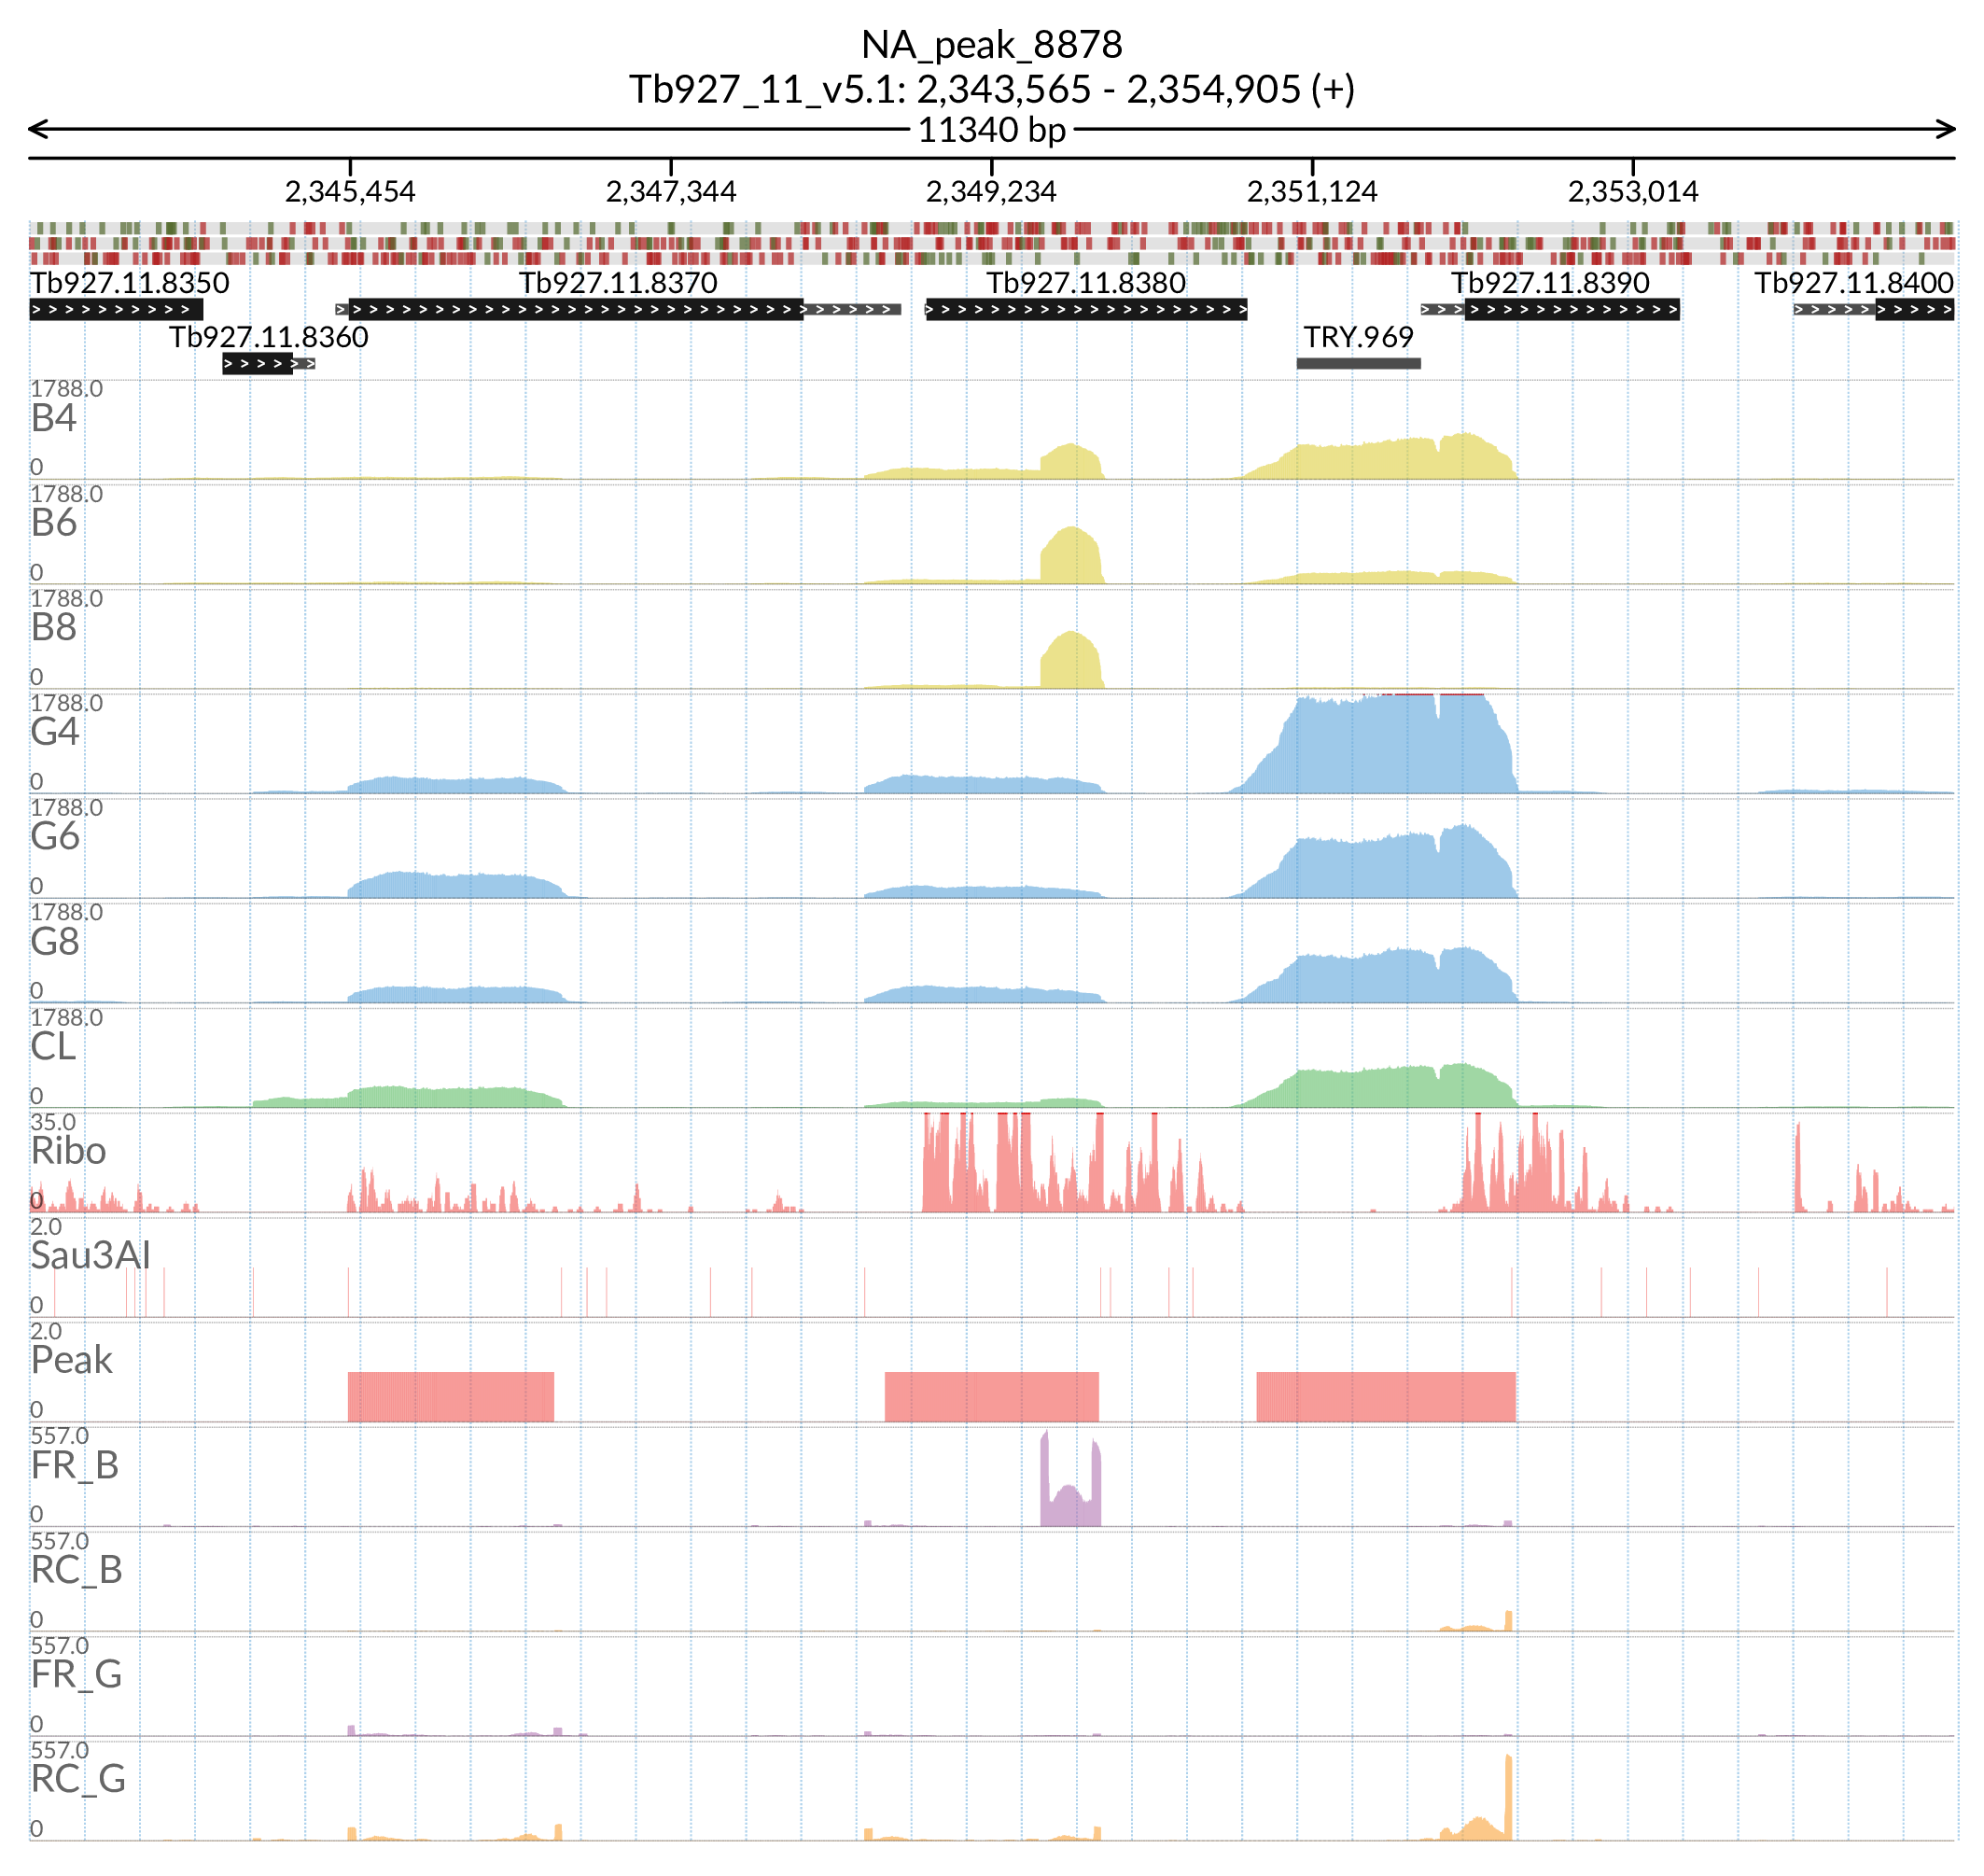 NA_peak_8878
Tb927_11_v5.1: 2,343,565 - 2,354,905 (+)
11340 bp
2,345,454 2,347,344 2,349,234 2,351,124 2,353,014
Tb927.11.8350 Tb927.11.8370 Tb927.11.8380 Tb927.11.8390 Tb927.11.8400
Tb927.11.8360 TRY.969
1788.0
B4
0
1788.0
B6
0
1788.0
B8
0
1788.0
G4
0
1788.0
G6
0
1788.0
G8
0
1788.0
CL
0
35.0
Ribo
0
2.0
Sau3AI
0
2.0
Peak
0
557.0
FR_B
0
557.0
RC_B
0
557.0
FR_G
0
557.0
RC_G
0